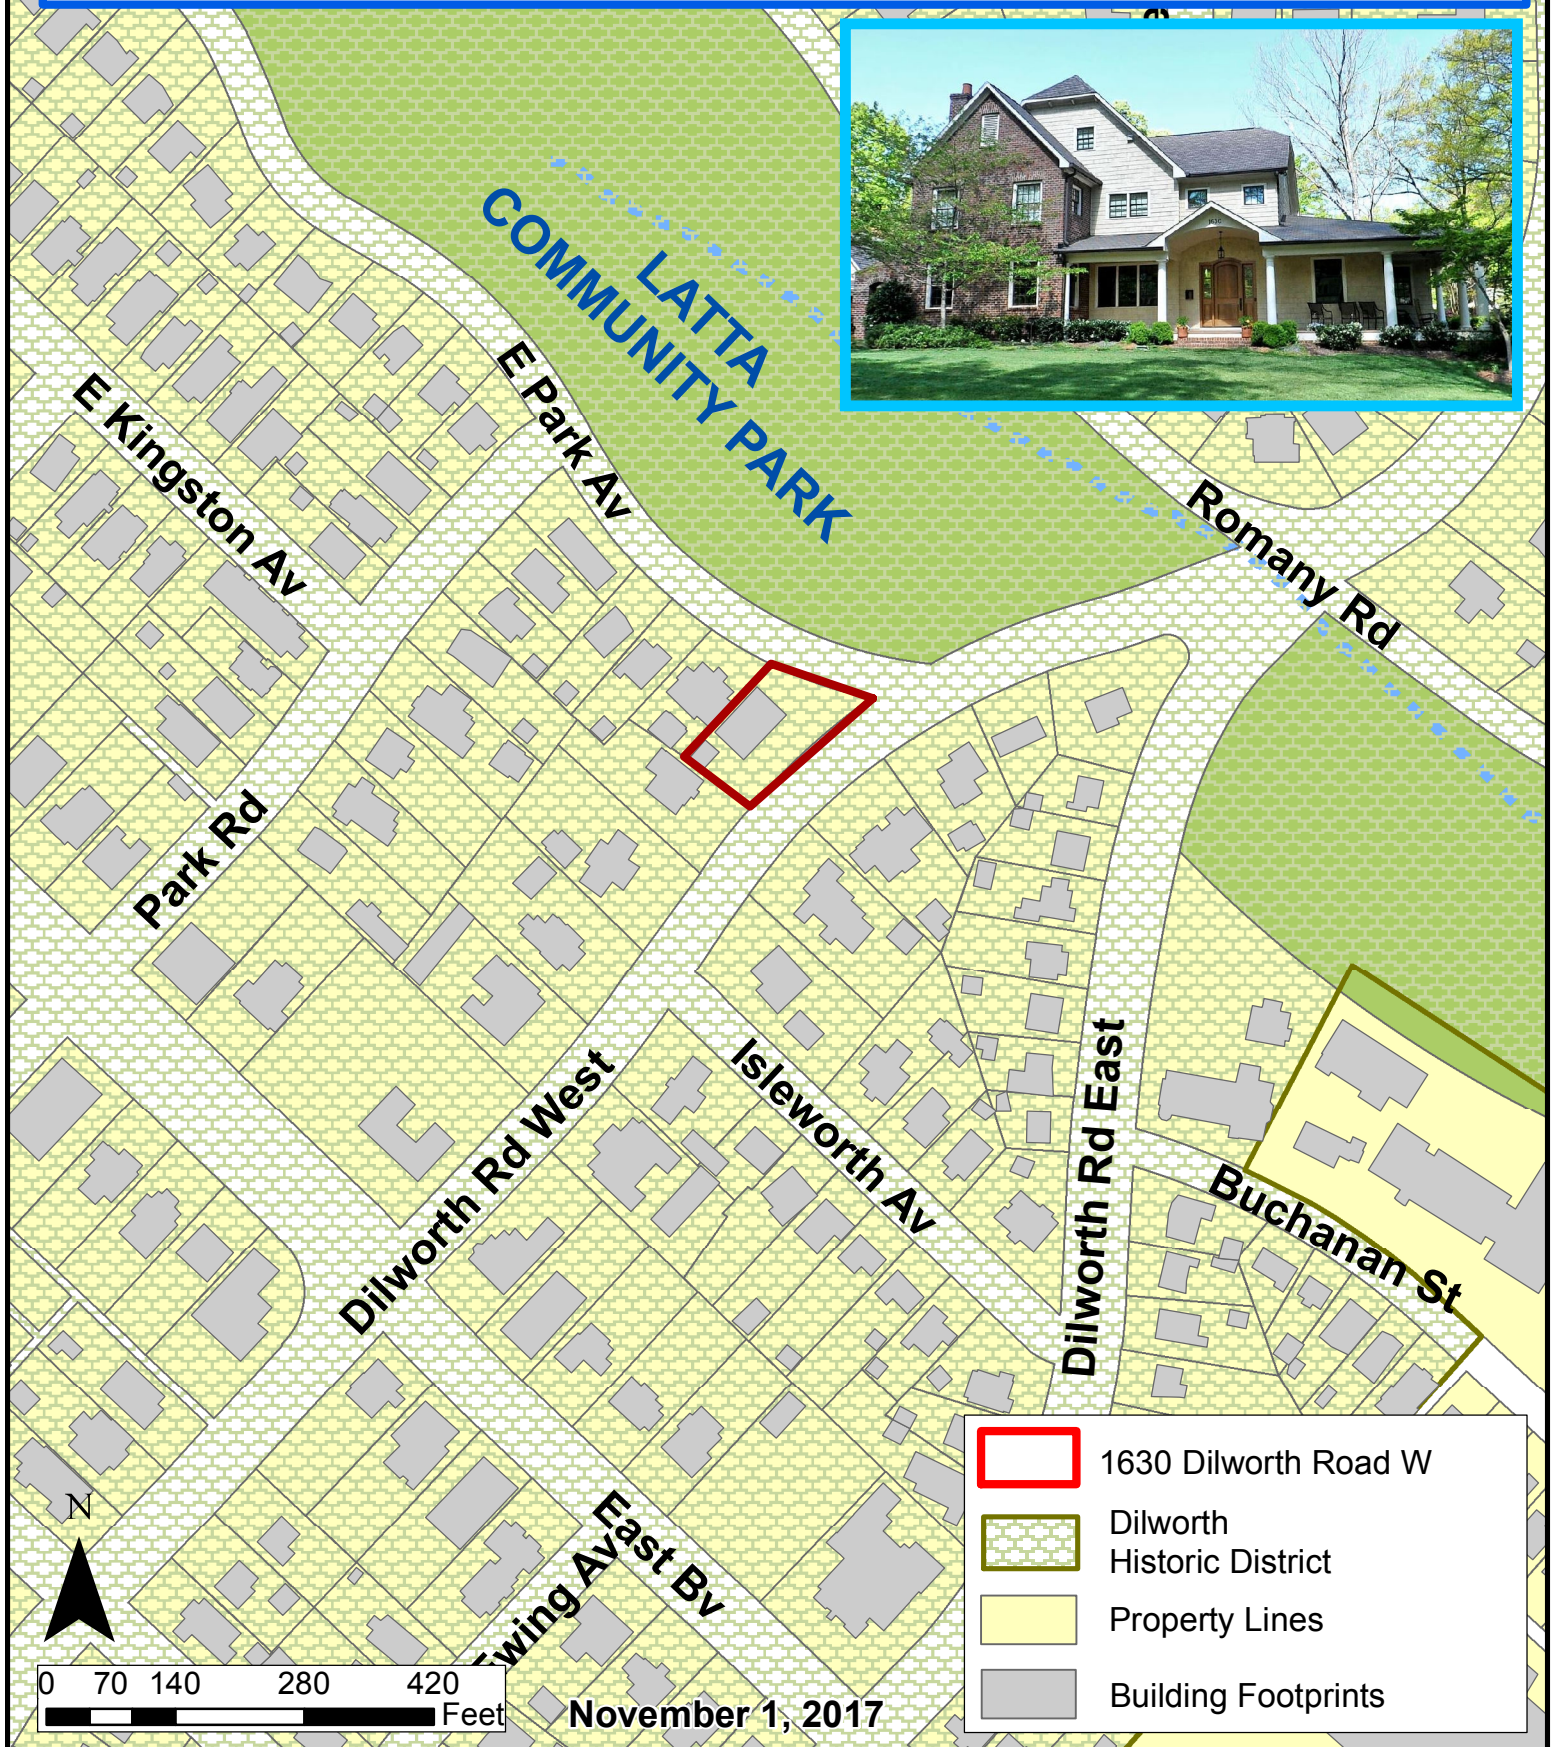 1630
LATTA
COMMUNITY PARK
E Park Av
E Kingston Av
Romany Rd
Park Rd
Dilworth Rd West
Isleworth Av
Dilworth Rd East
Buchanan St
East Bv
Ewing Av
N
0 70 140 280 420
Feet
November 1, 2017
1630 Dilworth Road W
Dilworth
Historic District
Property Lines
Building Footprints